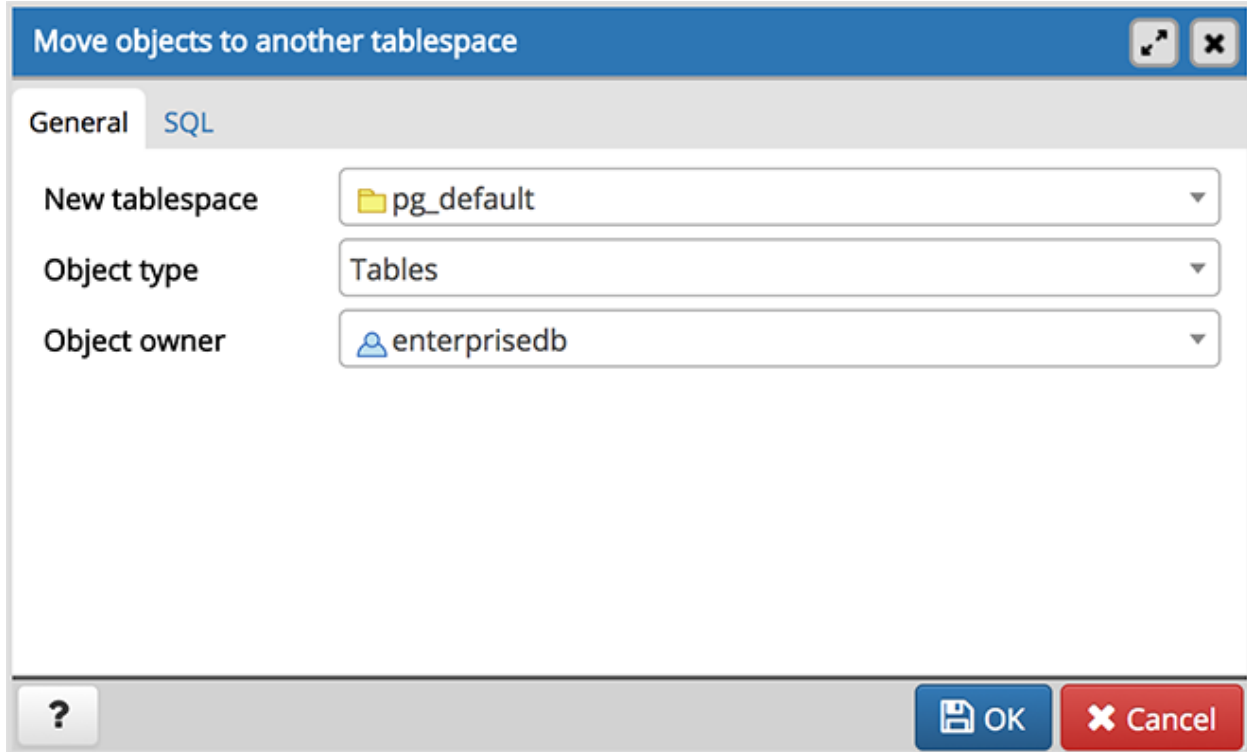 Move objects to another tablespace
General SQL
New tablespace pg_default
Object type Tables
Object owner enterprisedb
? OK Cancel